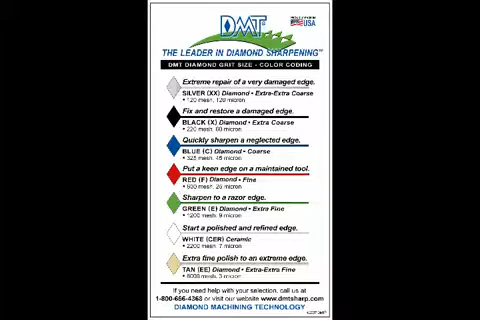 DMT
USA
THE LEADER IN DIAMOND SHARPENING™
DMT DIAMOND GRIT SIZE - COLOR CODING
Extreme repair of a very damaged edge.
SILVER (XX) Diamond • Extra-Extra Coarse
• 120 mesh, 120 micron
Fix and restore a damaged edge.
BLACK (X) Diamond • Extra Coarse
• 220 mesh, 60 micron
Quickly sharpen a neglected edge.
BLUE (C) Diamond • Coarse
• 325 mesh, 45 micron
Put a keen edge on a maintained tool.
RED (F) Diamond • Fine
• 600 mesh, 25 micron
Sharpen to a razor edge.
GREEN (E) Diamond • Extra Fine
• 1200 mesh, 9 micron
Start a polished and refined edge.
WHITE (CER) Ceramic
• 2200 mesh, 7 micron
Extra fine polish to an extreme edge.
TAN (EE) Diamond • Extra-Extra Fine
• 8000 mesh, 3 micron
If you need help with your selection, call us at
1-800-666-4368 or visit our website www.dmtsharp.com
DIAMOND MACHINING TECHNOLOGY